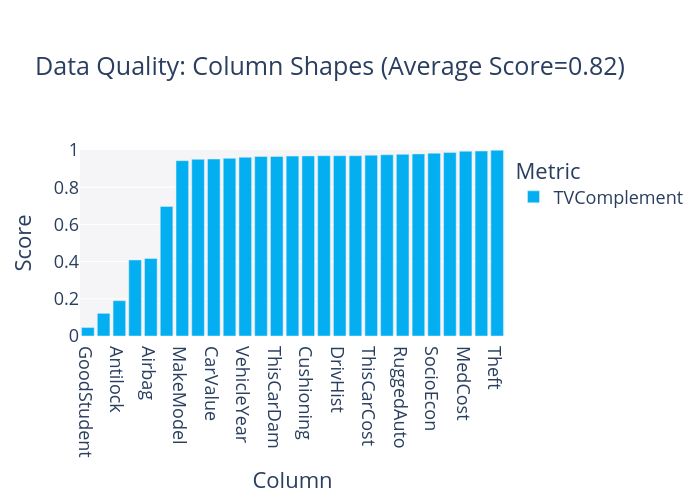 Data Quality: Column Shapes (Average Score=0.82)
1
0.8
0.6
0.4
0.2
0
Score
Metric
TVComplement
GoodStudent
Antilock
Airbag
MakeModel
CarValue
VehicleYear
ThisCarDam
Cushioning
DrivHist
ThisCarCost
RuggedAuto
SocioEcon
MedCost
Theft
Column